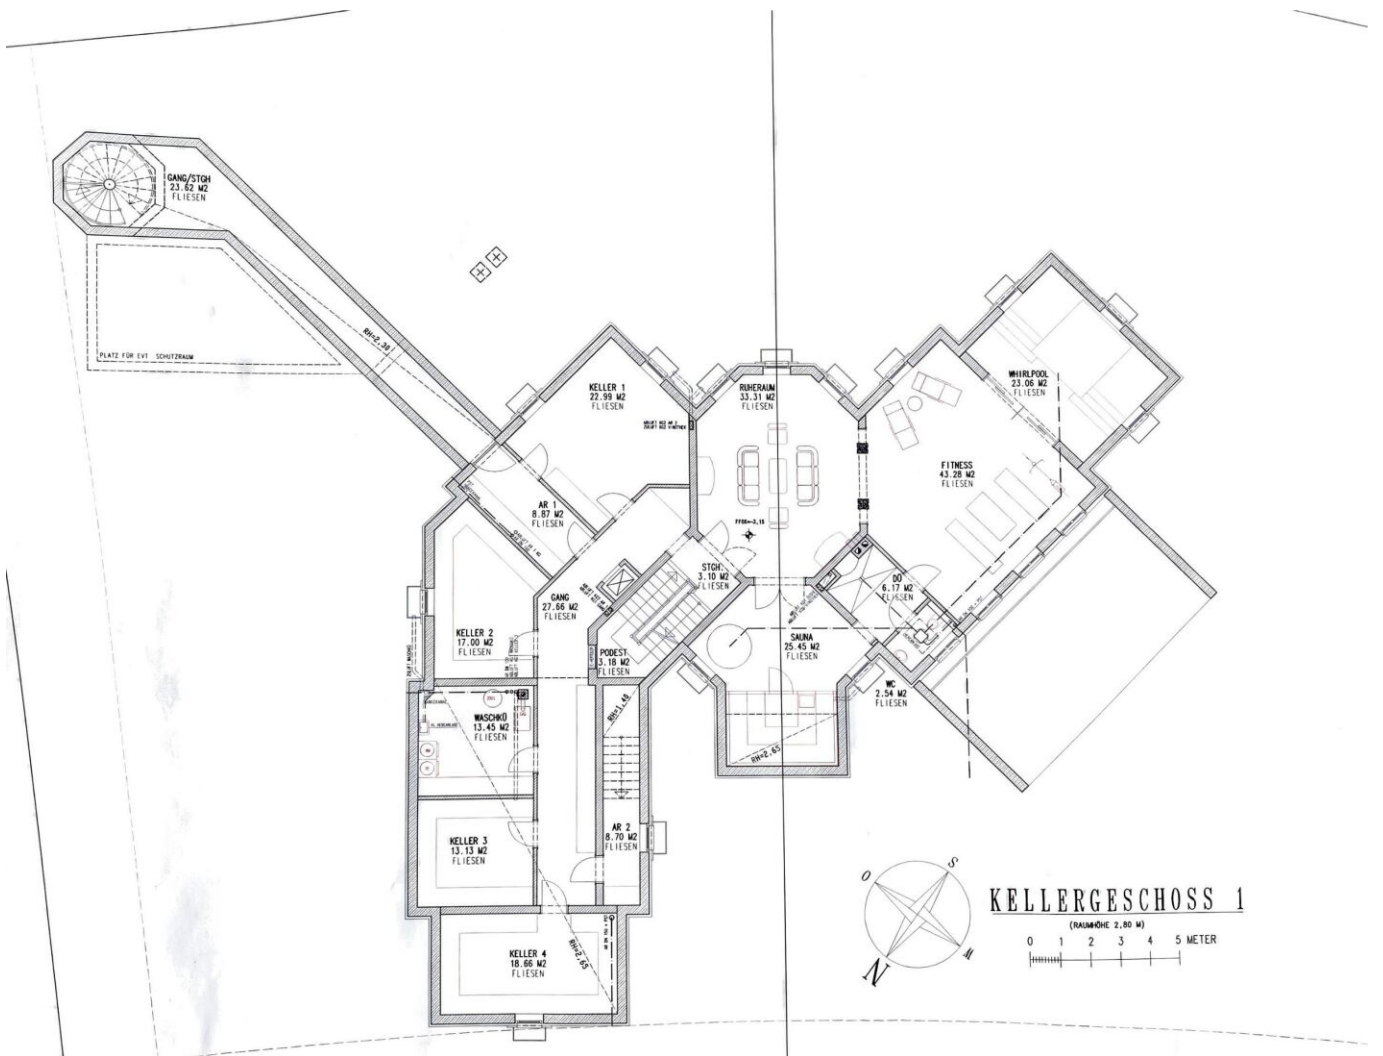 GANG/STGH
23.62 M2
FLIESEN
PLATZ FÜR EVT SCHUTZRAUM
RH=2,30
KELLER 1
22.99 M2
FLIESEN
RUHERAUM
33.31 M2
FLIESEN
WHIRLPOOL
23.06 M2
FLIESEN
FITNESS
43.28 M2
FLIESEN
AR 1
8.87 M2
FLIESEN
STGH.
3.10 M2
FLIESEN
DU
6.17 M2
FLIESEN
GANG
27.66 M2
FLIESEN
KELLER 2
17.00 M2
FLIESEN
SAUNA
25.45 M2
FLIESEN
PODEST
3.18 M2
FLIESEN
WC
2.54 M2
FLIESEN
RH=1,40
WASCHKÜ
13.45 M2
FLIESEN
RH=2,65
AR 2
8.70 M2
FLIESEN
KELLER 3
13.13 M2
FLIESEN
KELLER 4
18.66 M2
FLIESEN
RH=2,65
O S
N M
KELLERGESCHOSS 1
(RAUMHÖHE 2,80 M)
0 1 2 3 4 5 METER